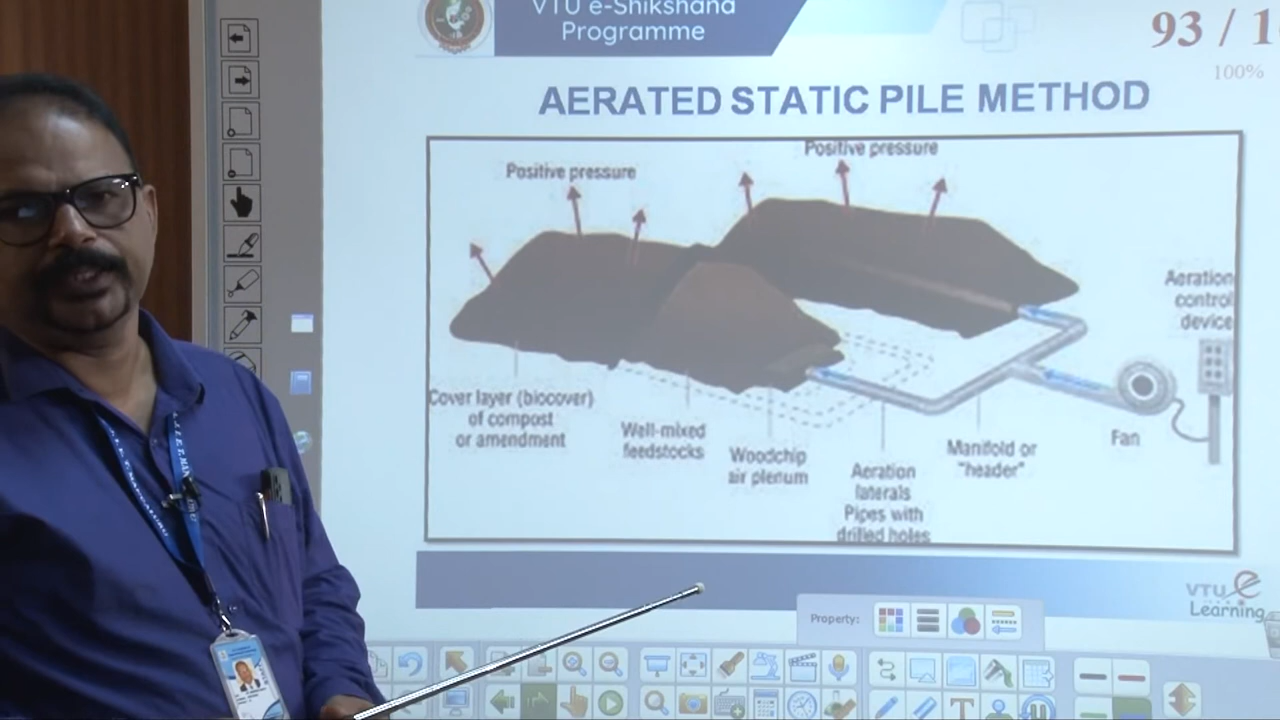 VTU e-Shikshana
Programme
93 / 1
100%
AERATED STATIC PILE METHOD
Positive pressure
Positive pressure
Aeration
control
device
Cover layer (biocover)
of compost
or amendment
Well-mixed
feedstocks
Woodchip
air plenum
Aeration
laterals
Pipes with
drilled holes
Manifold or
"header"
Fan
VTU e
Learning
Property: